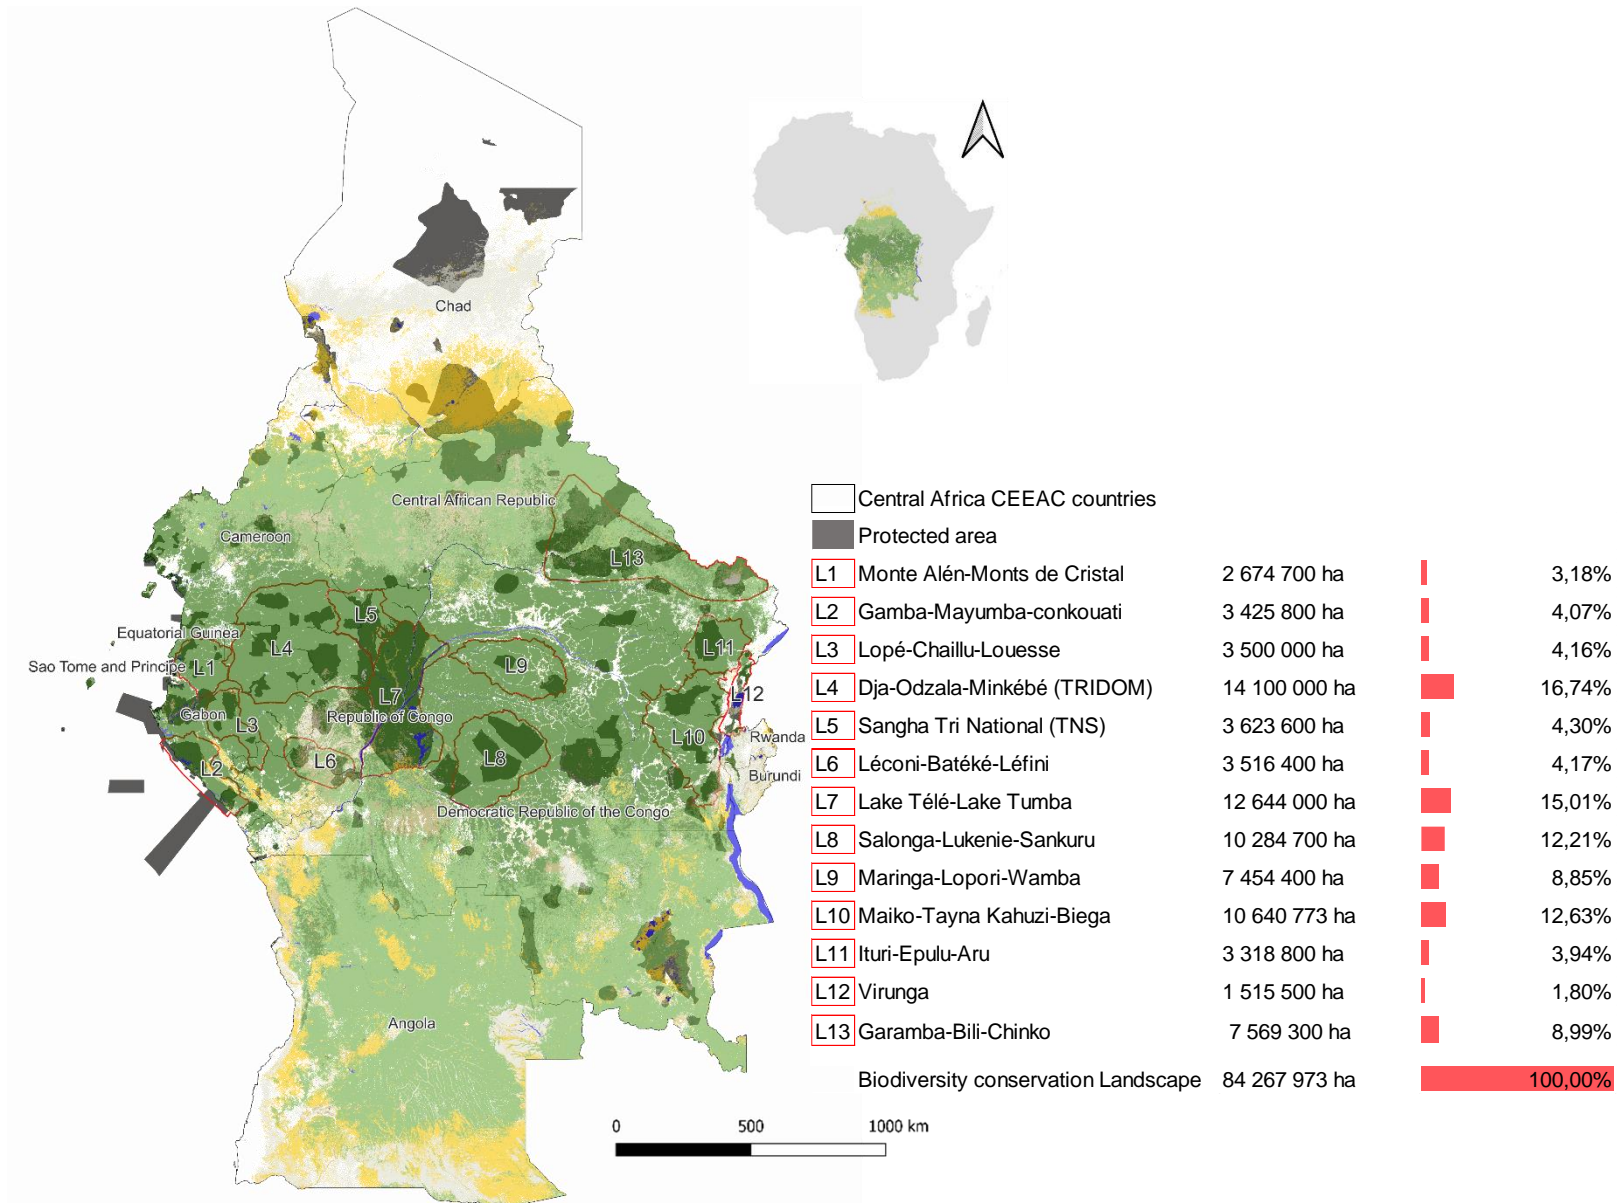 Chad
Central African Republic
Cameroon
L13
L5
L11
Equatorial Guinea
L4
L9
Sao Tome and Principe
L1
L12
L7
Gabon
L3
Republic of Congo
L10
Rwanda
L6
L8
L2
Burundi
Democratic Republic of the Congo
Angola
0 500 1000 km
Central Africa CEEAC countries
Protected area
L1 Monte Alén-Monts de Cristal 2 674 700 ha 3,18%
L2 Gamba-Mayumba-conkouati 3 425 800 ha 4,07%
L3 Lopé-Chaillu-Louesse 3 500 000 ha 4,16%
L4 Dja-Odzala-Minkébé (TRIDOM) 14 100 000 ha 16,74%
L5 Sangha Tri National (TNS) 3 623 600 ha 4,30%
L6 Léconi-Batéké-Léfini 3 516 400 ha 4,17%
L7 Lake Télé-Lake Tumba 12 644 000 ha 15,01%
L8 Salonga-Lukenie-Sankuru 10 284 700 ha 12,21%
L9 Maringa-Lopori-Wamba 7 454 400 ha 8,85%
L10 Maiko-Tayna Kahuzi-Biega 10 640 773 ha 12,63%
L11 Ituri-Epulu-Aru 3 318 800 ha 3,94%
L12 Virunga 1 515 500 ha 1,80%
L13 Garamba-Bili-Chinko 7 569 300 ha 8,99%
Biodiversity conservation Landscape 84 267 973 ha 100,00%